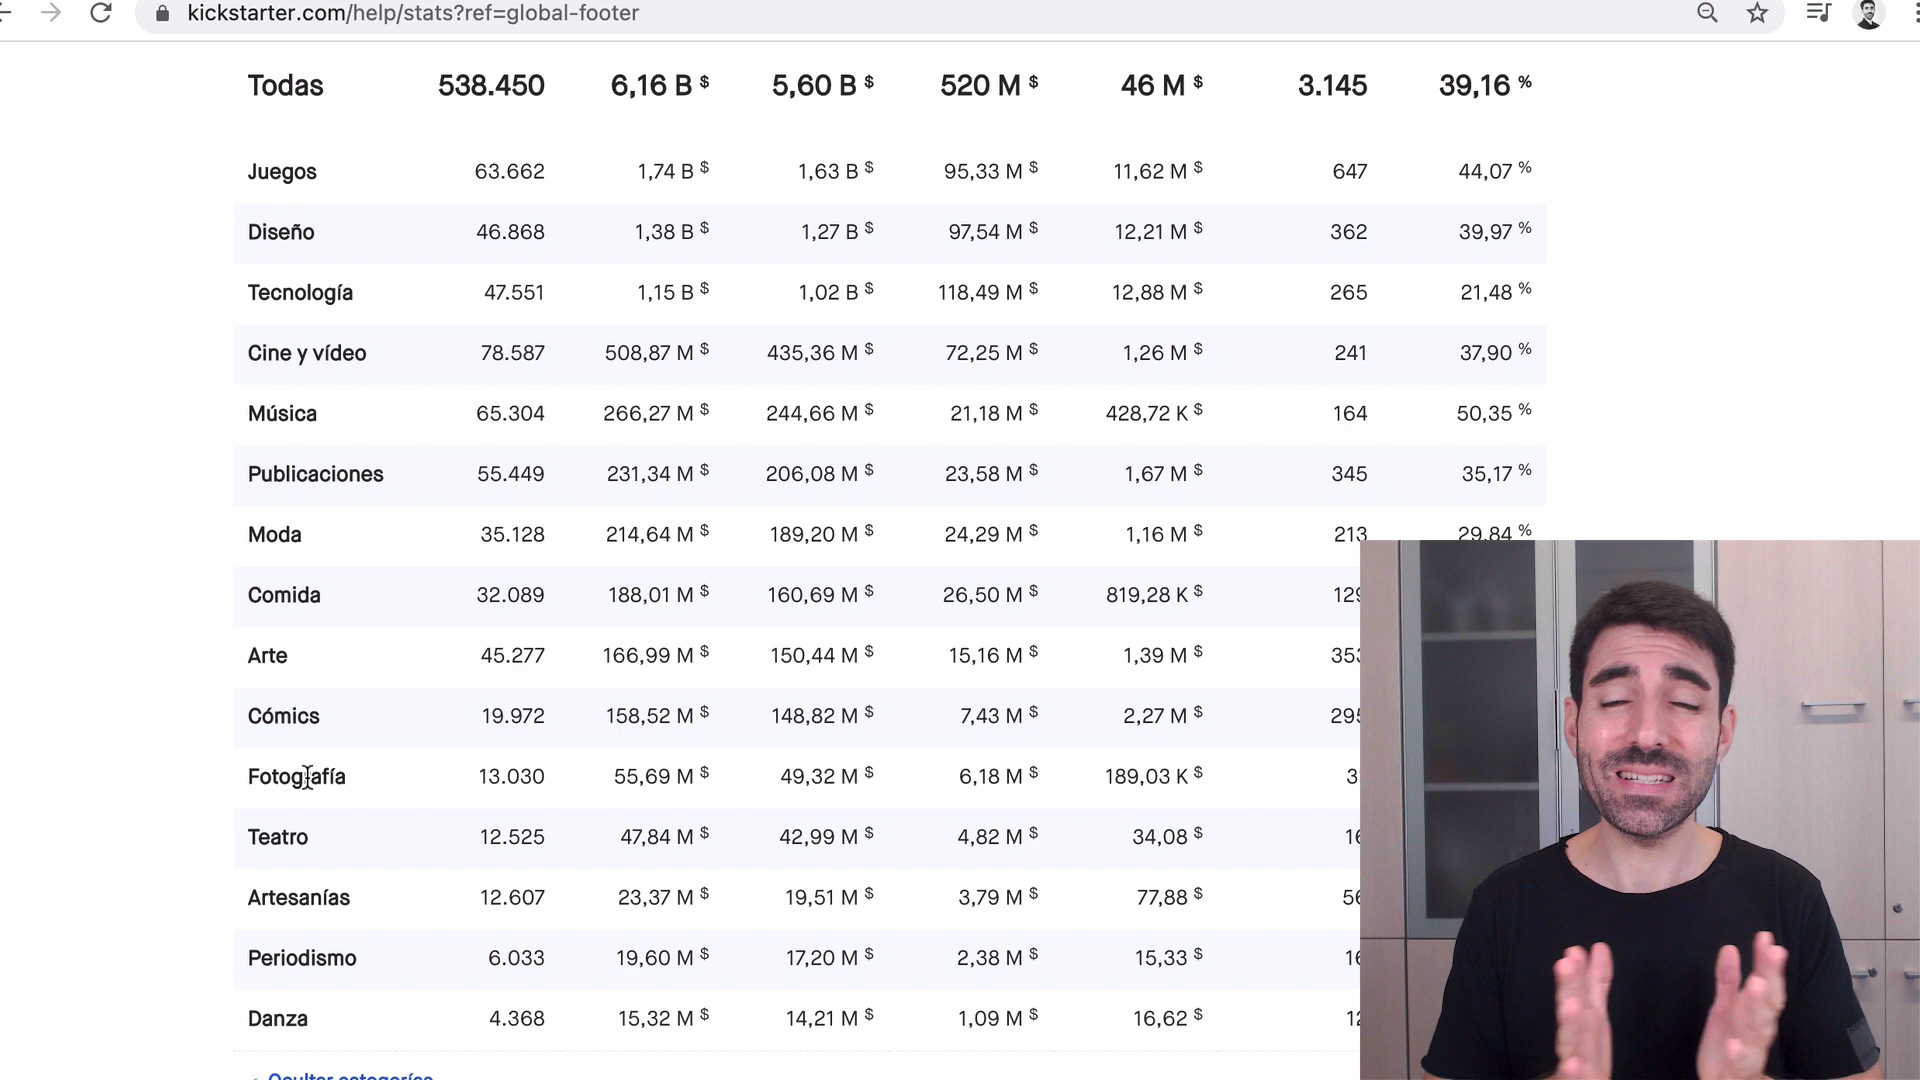 kickstarter.com/help/stats?ref=global-footer
Todas 538.450 6,16 B $ 5,60 B $ 520 M $ 46 M $ 3.145 39,16 %
Juegos 63.662 1,74 B $ 1,63 B $ 95,33 M $ 11,62 M $ 647 44,07 %
Diseño 46.868 1,38 B $ 1,27 B $ 97,54 M $ 12,21 M $ 362 39,97 %
Tecnología 47.551 1,15 B $ 1,02 B $ 118,49 M $ 12,88 M $ 265 21,48 %
Cine y vídeo 78.587 508,87 M $ 435,36 M $ 72,25 M $ 1,26 M $ 241 37,90 %
Música 65.304 266,27 M $ 244,66 M $ 21,18 M $ 428,72 K $ 164 50,35 %
Publicaciones 55.449 231,34 M $ 206,08 M $ 23,58 M $ 1,67 M $ 345 35,17 %
Moda 35.128 214,64 M $ 189,20 M $ 24,29 M $ 1,16 M $ 213 29,84 %
Comida 32.089 188,01 M $ 160,69 M $ 26,50 M $ 819,28 K $
Arte 45.277 166,99 M $ 150,44 M $ 15,16 M $ 1,39 M $
Cómics 19.972 158,52 M $ 148,82 M $ 7,43 M $ 2,27 M $
Fotografía 13.030 55,69 M $ 49,32 M $ 6,18 M $ 189,03 K $
Teatro 12.525 47,84 M $ 42,99 M $ 4,82 M $ 34,08 $
Artesanías 12.607 23,37 M $ 19,51 M $ 3,79 M $ 77,88 $
Periodismo 6.033 19,60 M $ 17,20 M $ 2,38 M $ 15,33 $
Danza 4.368 15,32 M $ 14,21 M $ 1,09 M $ 16,62 $
Ocultar categorías